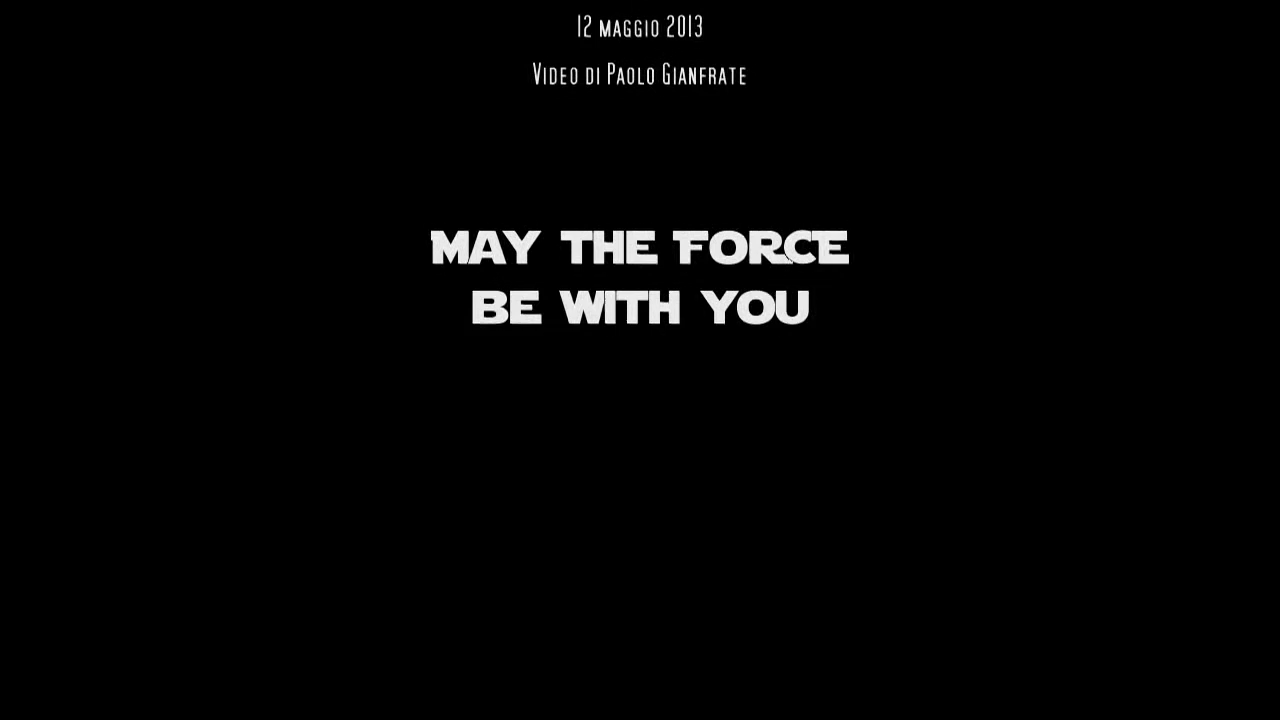 12 maggio 2013
Video di Paolo Gianfrate
MAY THE FORCE
BE WITH YOU